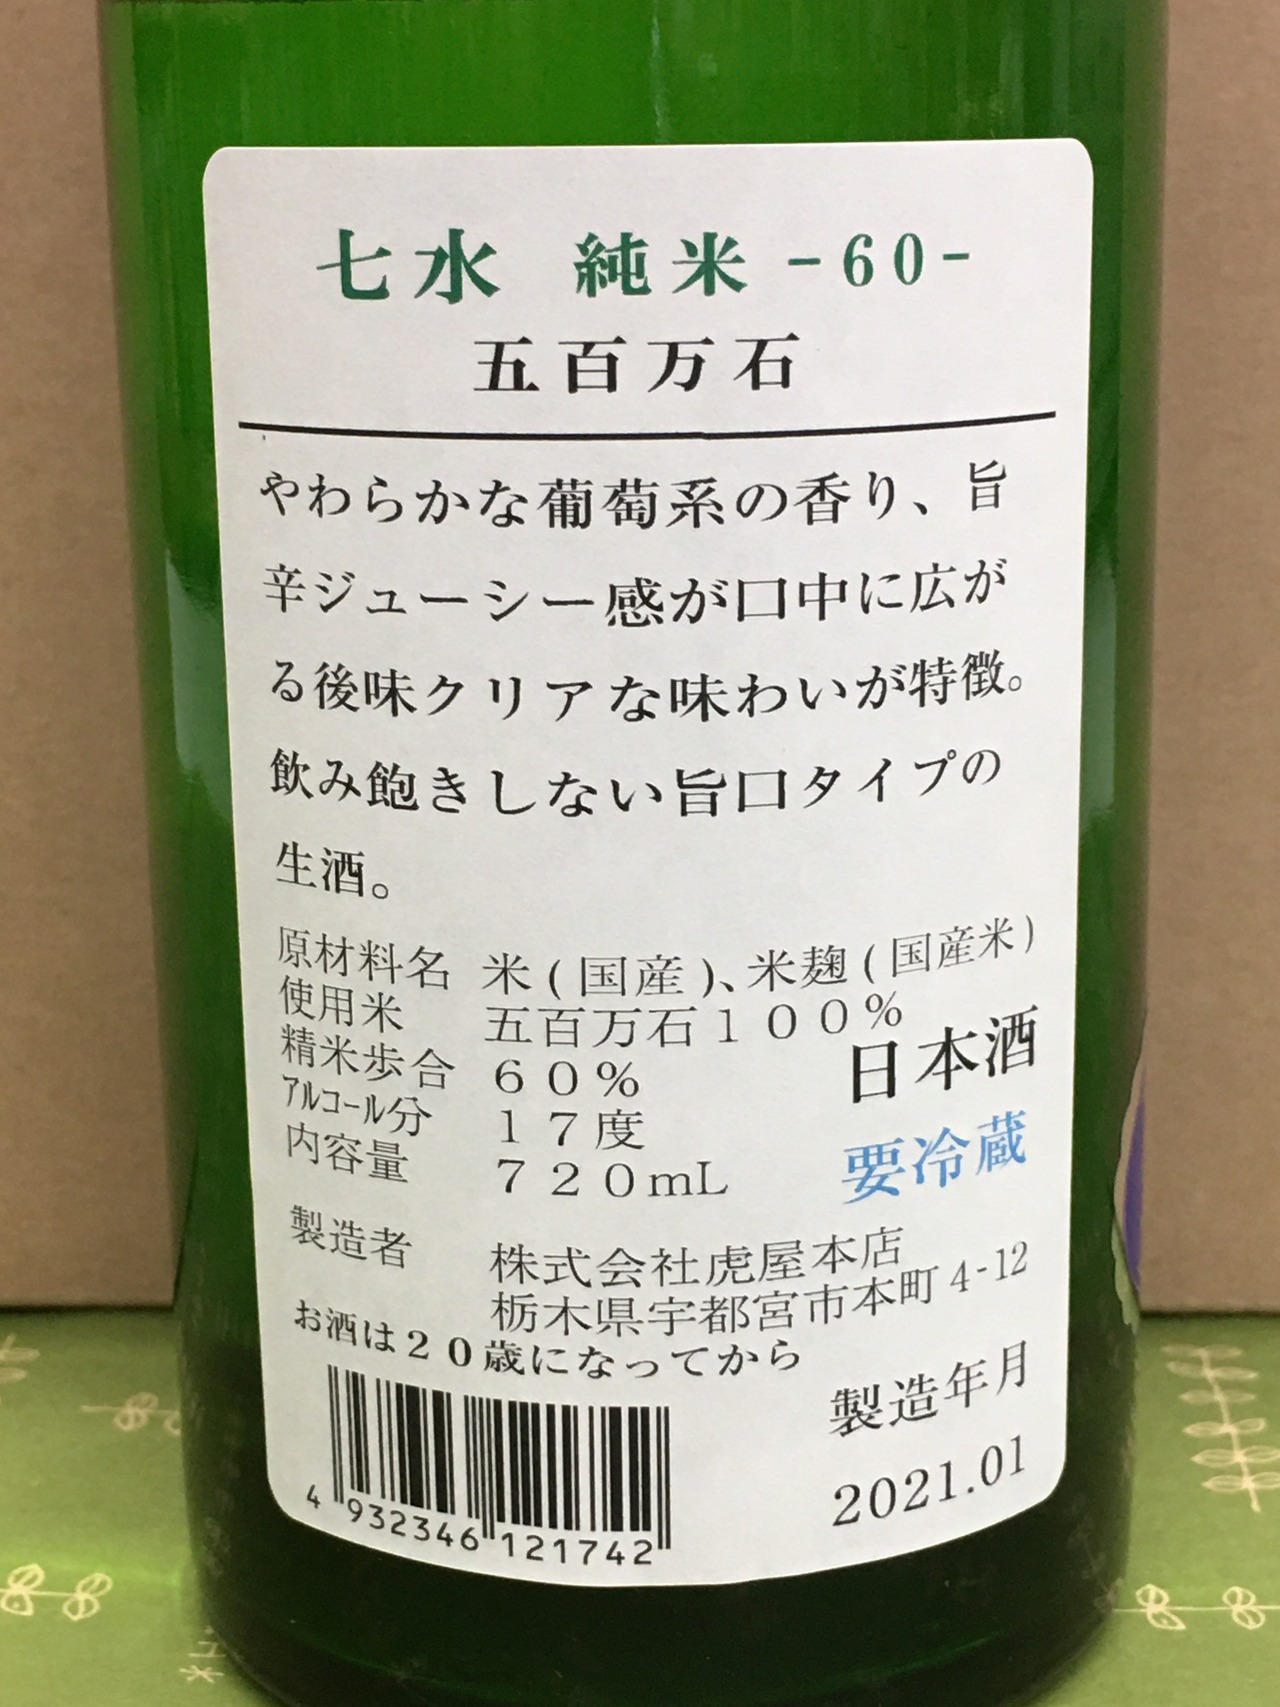 七水 純米 -60-
五百万石
やわらかな葡萄系の香り、旨
辛ジューシー感が口中に広が
る後味クリアな味わいが特徴。
飲み飽きしない旨口タイプの
生酒。
原材料名 米(国産)、米麹(国産米)
使用米 五百万石100%
精米歩合 60%
アルコール分 17度
内容量 720mL
日本酒
要冷蔵
製造者 株式会社虎屋本店
栃木県宇都宮市本町4-12
お酒は20歳になってから
製造年月
2021.01
4 932346 121742